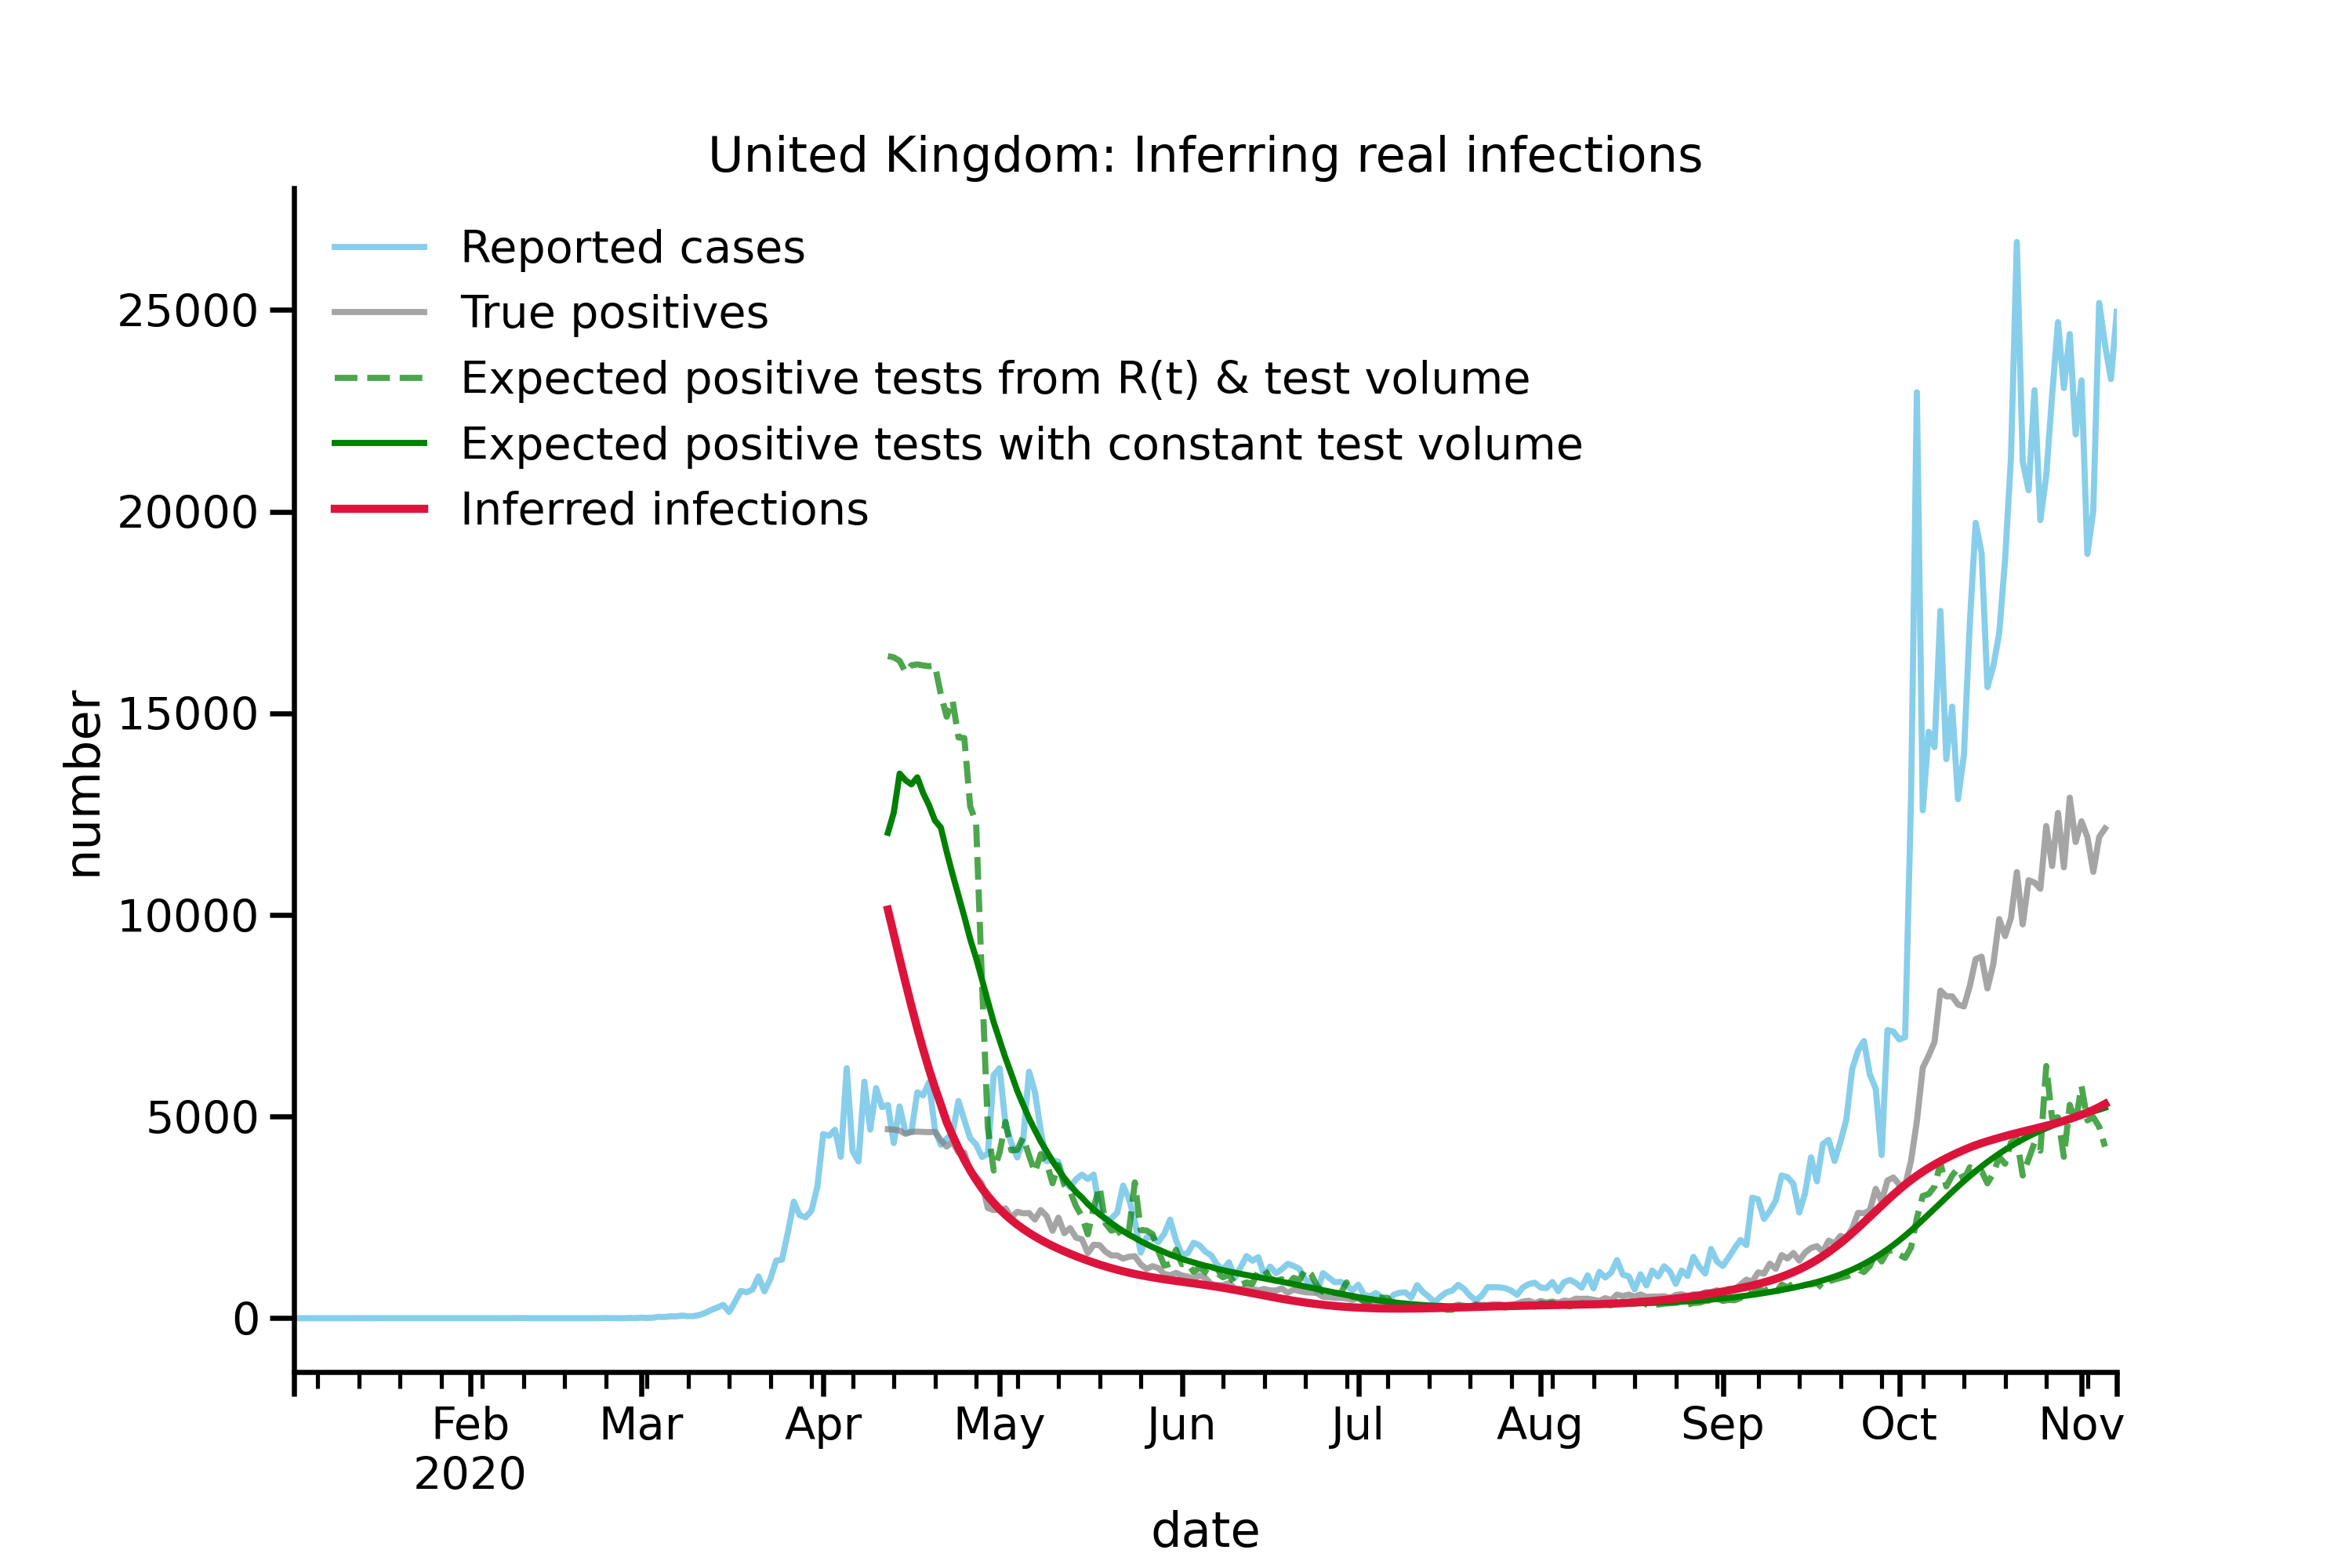 United Kingdom: Inferring real infections
Reported cases
True positives
Expected positive tests from R(t) & test volume
Expected positive tests with constant test volume
Inferred infections
25000
20000
15000
10000
5000
0
number
Feb Mar Apr May Jun Jul Aug Sep Oct Nov
2020
date